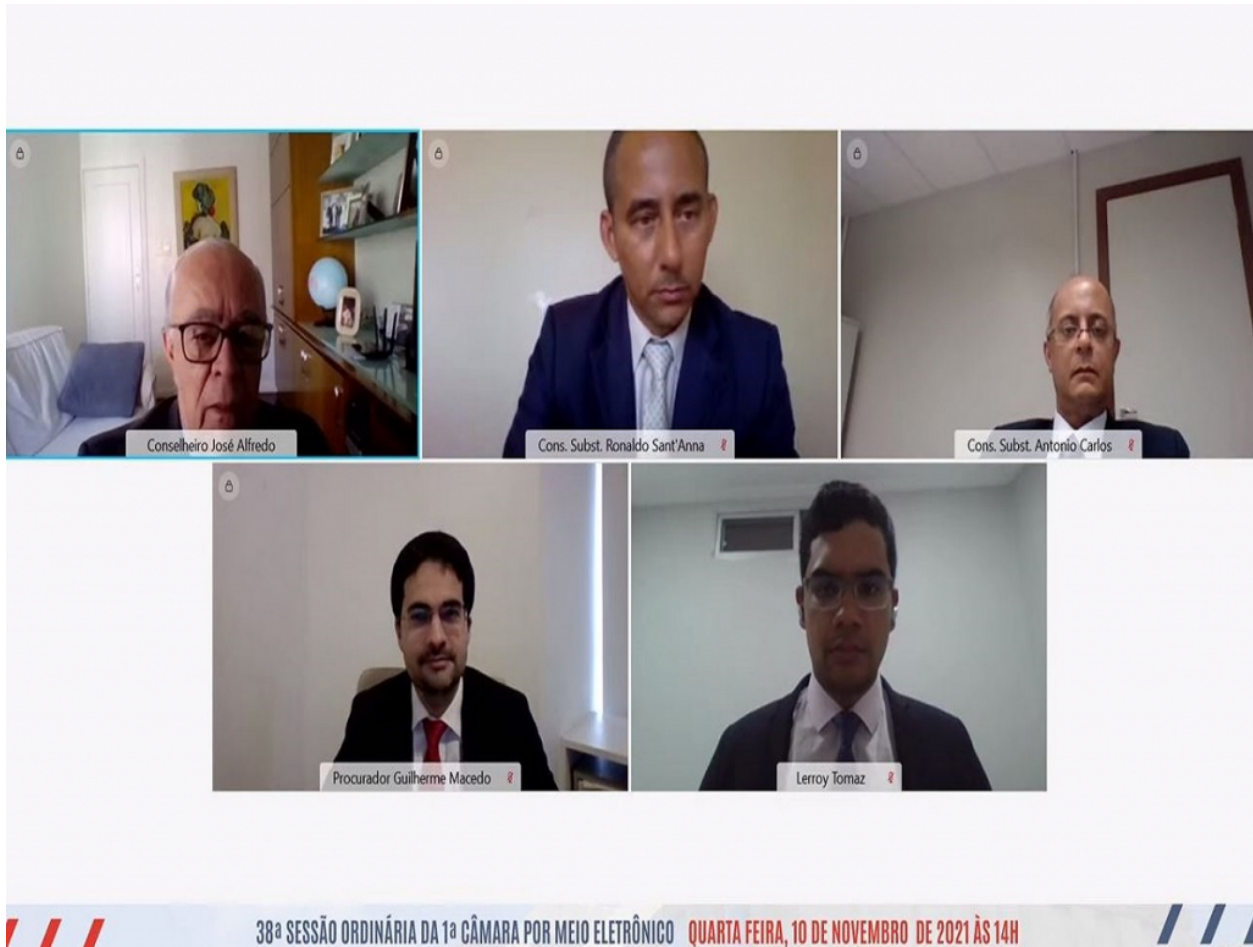 Conselheiro José Alfredo
Cons. Subst. Ronaldo Sant'Anna
Cons. Subst. Antonio Carlos
Procurador Guilherme Macedo
Lerroy Tomaz
38ª SESSÃO ORDINÁRIA DA 1ª CÂMARA POR MEIO ELETRÔNICO QUARTA FEIRA, 10 DE NOVEMBRO DE 2021 ÀS 14H